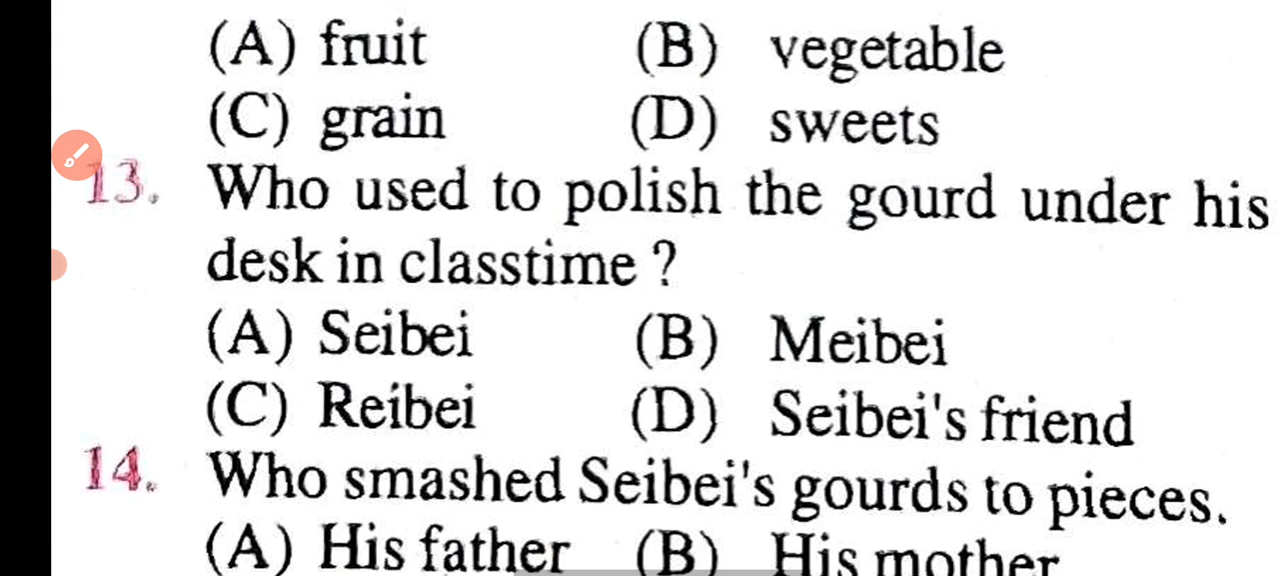 (A) fruit (B) vegetable
(C) grain (D) sweets
13. Who used to polish the gourd under his
desk in classtime ?
(A) Seibei (B) Meibei
(C) Reibei (D) Seibei's friend
14. Who smashed Seibei's gourds to pieces.
(A) His father (B) His mother